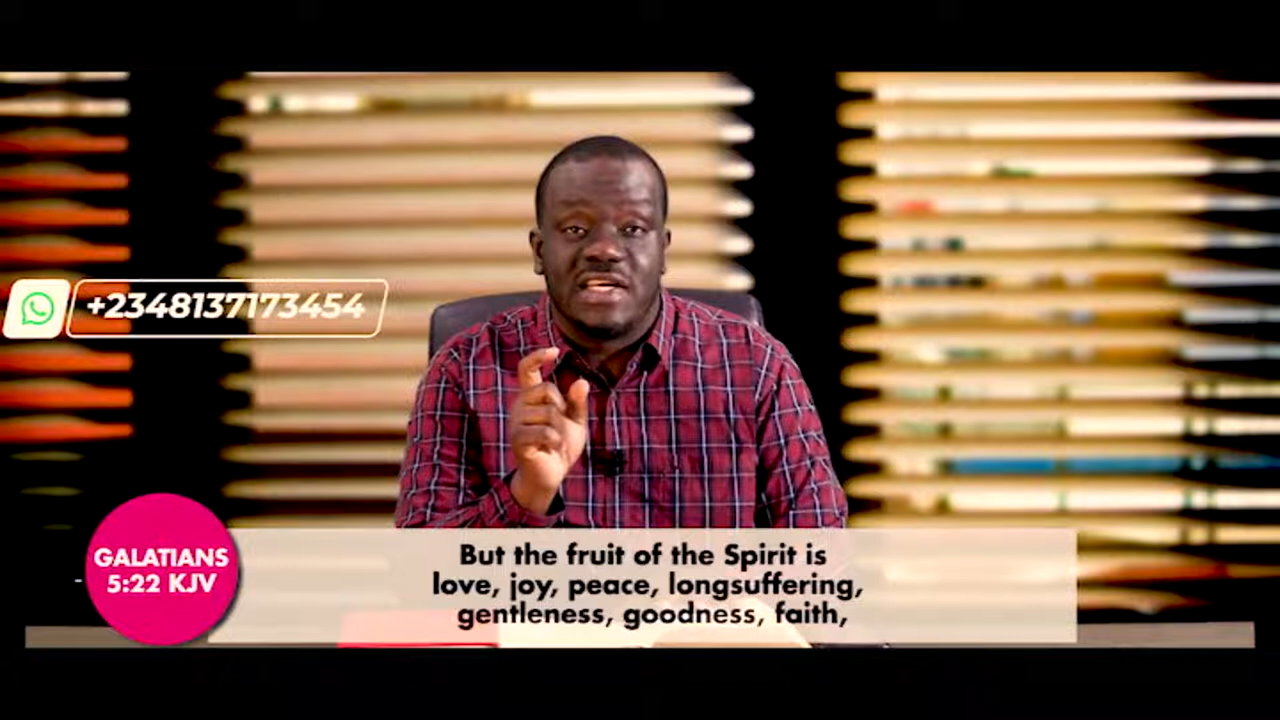 +2348137173454
GALATIANS
5:22 KJV
But the fruit of the Spirit is
love, joy, peace, longsuffering,
gentleness, goodness, faith,